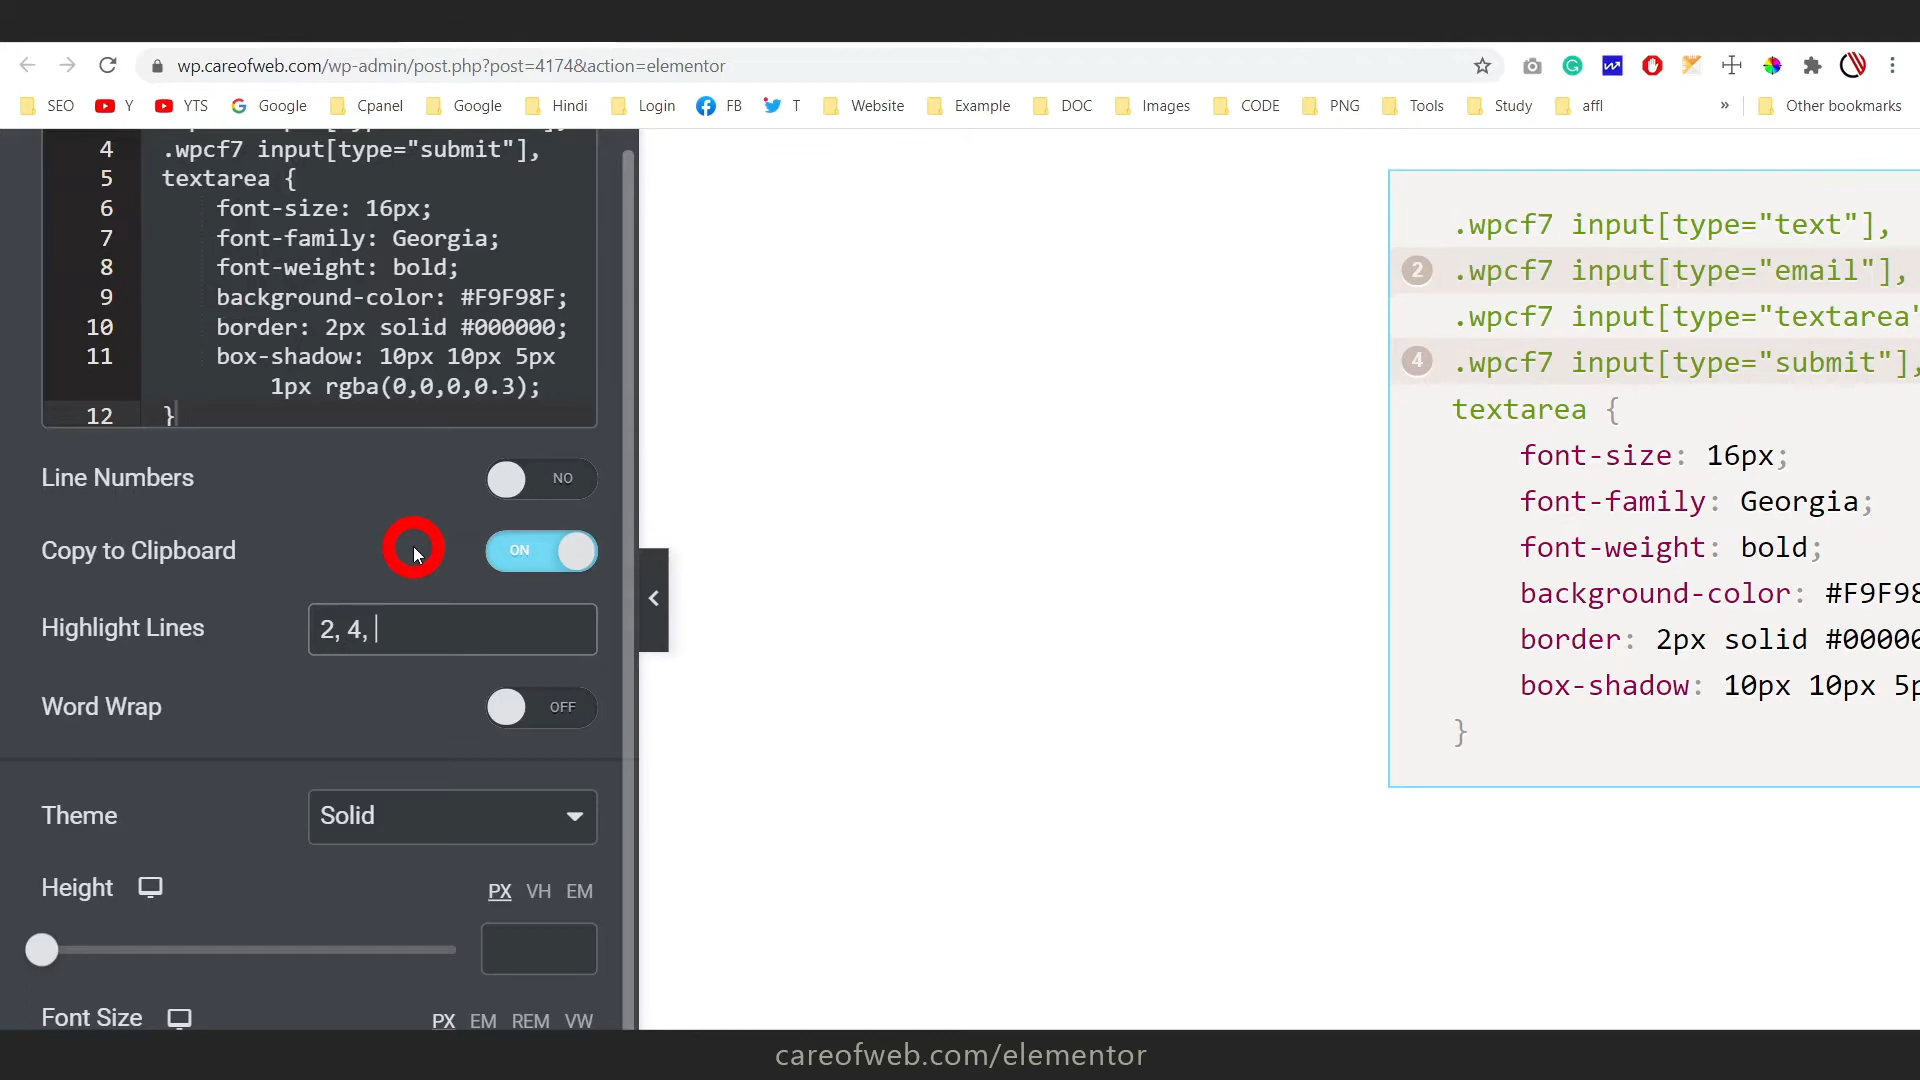 wp.careofweb.com/wp-admin/post.php?post=4174&action=elementor
SEO Y YTS Google Cpanel Google Hindi Login FB T Website Example DOC Images CODE PNG Tools Study affl » Other bookmarks
4 .wpcf7 input[type="submit"],
5 textarea {
6 font-size: 16px;
7 font-family: Georgia;
8 font-weight: bold;
9 background-color: #F9F98F;
10 border: 2px solid #000000;
11 box-shadow: 10px 10px 5px
1px rgba(0,0,0,0.3);
12 }
Line Numbers NO
Copy to Clipboard ON
Highlight Lines 2, 4,
Word Wrap OFF
Theme Solid
Height PX VH EM
Font Size PX EM REM VW
.wpcf7 input[type="text"],
2 .wpcf7 input[type="email"],
.wpcf7 input[type="textarea"
4 .wpcf7 input[type="submit"],
textarea {
font-size: 16px;
font-family: Georgia;
font-weight: bold;
background-color: #F9F98
border: 2px solid #00000
box-shadow: 10px 10px 5p
}
careofweb.com/elementor